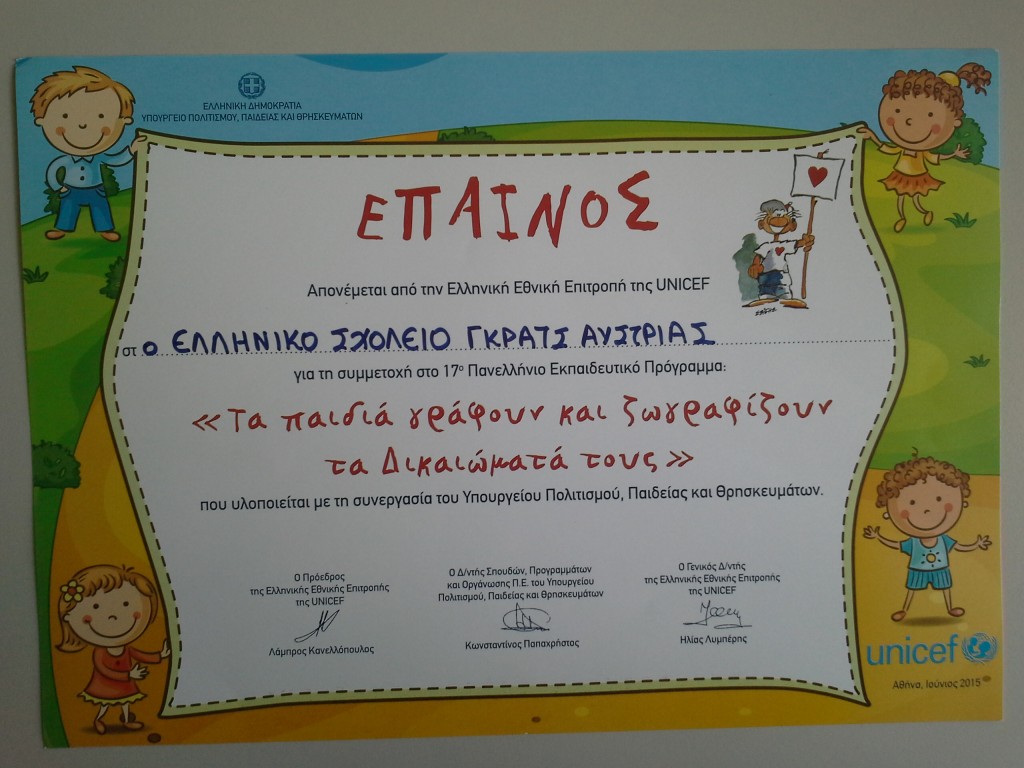 ΕΛΛΗΝΙΚΗ ΔΗΜΟΚΡΑΤΙΑ
ΥΠΟΥΡΓΕΙΟ ΠΟΛΙΤΙΣΜΟΥ, ΠΑΙΔΕΙΑΣ ΚΑΙ ΘΡΗΣΚΕΥΜΑΤΩΝ
ΕΠΑΙΝΟΣ
Απονέμεται από την Ελληνική Εθνική Επιτροπή της UNICEF
στ ο ΕΛΛΗΝΙΚΟ ΣΧΟΛΕΙΟ ΓΚΡΑΤΣ ΑΥΣΤΡΙΑΣ
για τη συμμετοχή στο 17ο Πανελλήνιο Εκπαιδευτικό Πρόγραμμα:
«Τα παιδιά γράφουν και ζωγραφίζουν
τα Δικαιώματά τους»
που υλοποιείται με τη συνεργασία του Υπουργείου Πολιτισμού, Παιδείας και Θρησκευμάτων.
Ο Πρόεδρος
της Ελληνικής Εθνικής Επιτροπής
της UNICEF
Λάμπρος Κανελλόπουλος
Ο Δ/ντής Σπουδών, Προγραμμάτων
και Οργάνωσης Π.Ε. του Υπουργείου
Πολιτισμού, Παιδείας και Θρησκευμάτων
Κωνσταντίνος Παπαχρήστος
Ο Γενικός Δ/ντής
της Ελληνικής Εθνικής Επιτροπής
της UNICEF
Ηλίας Λυμπέρης
unicef
Αθήνα, Ιούνιος 2015